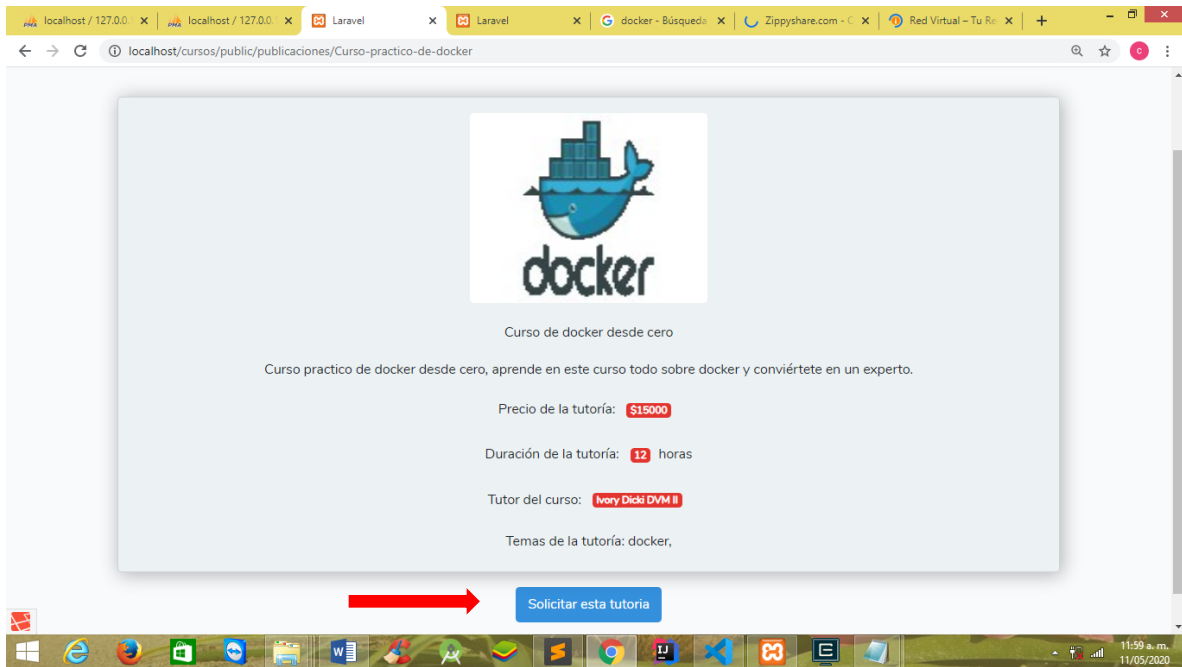 localhost / 127.0.0.
localhost / 127.0.0.
Laravel
Laravel
docker - Búsqueda
Zippyshare.com - C
Red Virtual – Tu Re
localhost/cursos/public/publicaciones/Curso-practico-de-docker
C
docker
Curso de docker desde cero
Curso practico de docker desde cero, aprende en este curso todo sobre docker y conviértete en un experto.
Precio de la tutoría: $15000
Duración de la tutoría: 12 horas
Tutor del curso: Ivory Dicki DVM II
Temas de la tutoría: docker,
Solicitar esta tutoria
11:59 a. m.
11/05/2020